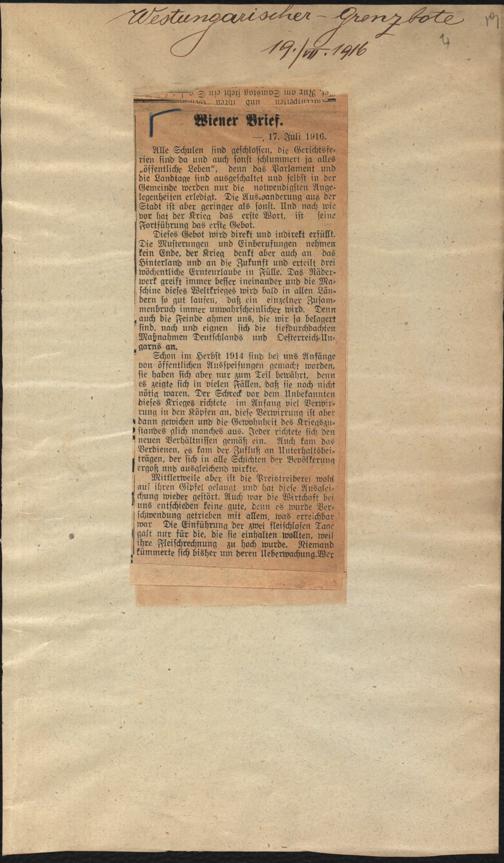 Westungarischer-Grenzbote
19./VII. 1916
Wiener Brief.
—, 17. Juli 1916.
Alle Schulen sind geschlossen, die Gerichtsfe-
rien sind da und auch sonst schlummert ja alles
„öffentliche Leben", denn das Parlament und
die Landtage sind ausgeschaltet und selbst in der
Gemeinde werden nur die notwendigsten Ange-
legenheiten erledigt. Die Auswanderung aus der
Stadt ist aber geringer als sonst. Und nach wie
vor hat der Krieg das erste Wort, ist seine
Fortführung das erste Gebot.
Dieses Gebot wird direkt und indirekt erfüllt.
Die Musterungen und Einberufungen nehmen
kein Ende, der Krieg denkt aber auch an das
Hinterland und an die Zukunft und erteilt drei
wöchentliche Ernteurlaube in Fülle. Das Räder-
werk greift immer besser ineinander und die Ma-
schine dieses Weltkrieges wird bald in allen Län-
dern so gut laufen, daß ein einzelner Zusam-
menbruch immer unwahrscheinlicher wird. Denn
auch die Feinde ahmen uns, die wir ja belagert
sind, nach und eignen sich die tiefdurchdachten
Maßnahmen Deutschlands und Oesterreich-Un-
garns an.
Schon im Herbst 1914 sind bei uns Anfänge
von öffentlichen Ausspeisungen gemacht worden,
sie haben sich aber nur zum Teil bewährt, denn
es zeigte sich in vielen Fällen, daß sie noch nicht
nötig waren. Der Schreck vor dem Unbekannten
dieses Krieges richtete im Anfang viel Verwir-
rung in den Köpfen an, diese Verwirrung ist aber
dann gewichen und die Gewohnheit des Kriegszu-
standes glich manches aus. Jeder richtete sich den
neuen Verhältnissen gemäß ein. Auch kam das
Verdienen, es kam der Zufluß an Unterhaltsbei-
trägen, der sich in alle Schichten der Bevölkerung
ergoß und ausgleichend wirkte.
Mittlerweile aber ist die Preistreiberei wohl
auf ihren Gipfel gelangt und hat diese Ausglei-
chung wieder gestört. Auch war die Wirtschaft bei
uns entschieden keine gute, denn es wurde Ver-
schwendung getrieben mit allem, was erreichbar
war Die Einführung der zwei fleischlosen Tage
galt nur für die, die sie einhalten wollten, weil
ihre Fleischrechnung zu hoch wurde. Niemand
kümmerte sich bisher um deren Ueberwachung. Wer